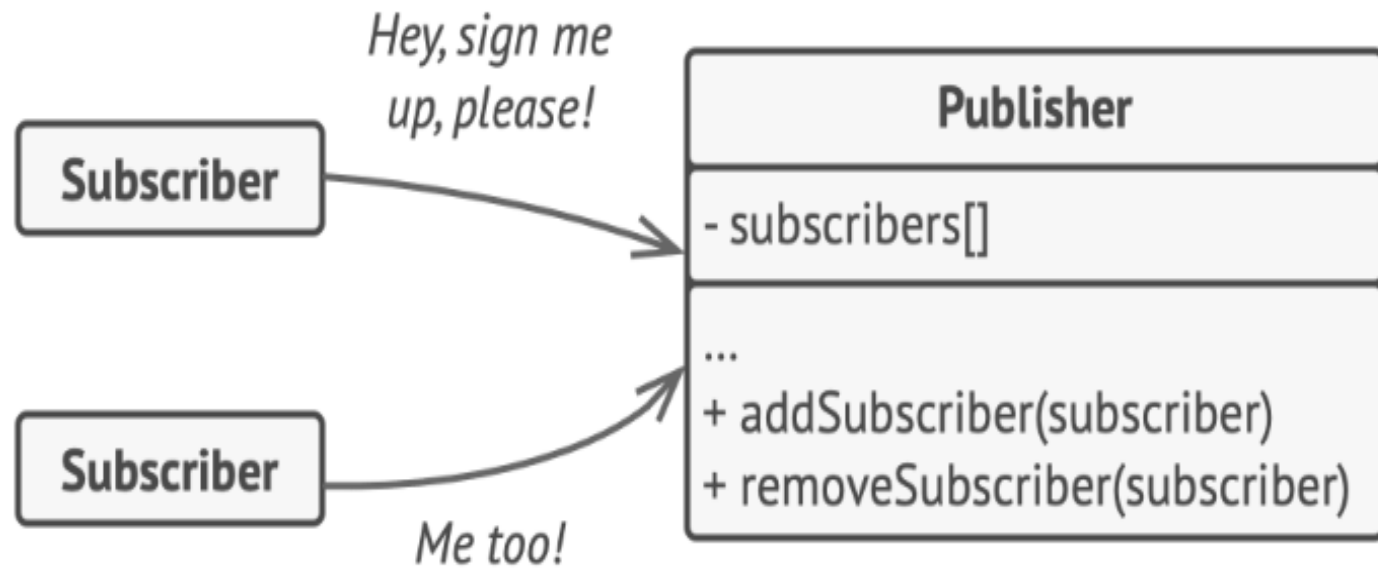 Hey, sign me
up, please!
Subscriber
Subscriber
Me too!
Publisher
- subscribers[]
...
+ addSubscriber(subscriber)
+ removeSubscriber(subscriber)